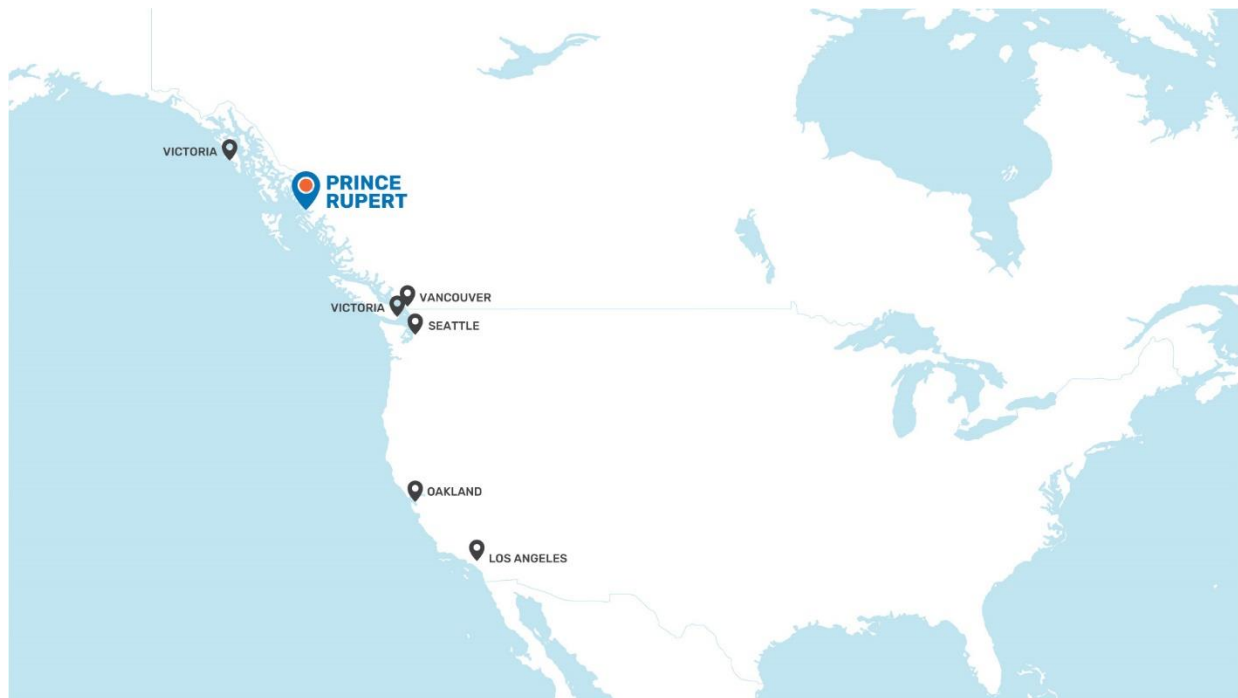 VICTORIA
PRINCE
RUPERT
VANCOUVER
VICTORIA
SEATTLE
OAKLAND
LOS ANGELES